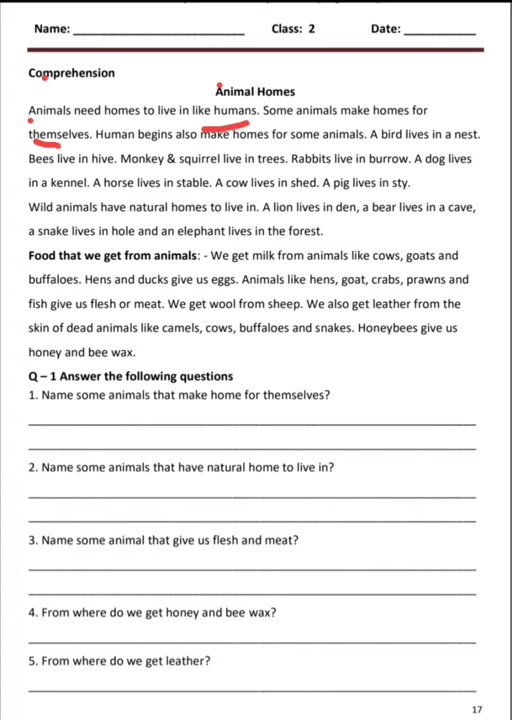 Name: ___________________________ Class: 2 Date: ___________
Comprehension
Animal Homes
Animals need homes to live in like humans. Some animals make homes for
themselves. Human begins also make homes for some animals. A bird lives in a nest.
Bees live in hive. Monkey & squirrel live in trees. Rabbits live in burrow. A dog lives
in a kennel. A horse lives in stable. A cow lives in shed. A pig lives in sty.
Wild animals have natural homes to live in. A lion lives in den, a bear lives in a cave,
a snake lives in hole and an elephant lives in the forest.
Food that we get from animals: - We get milk from animals like cows, goats and
buffaloes. Hens and ducks give us eggs. Animals like hens, goat, crabs, prawns and
fish give us flesh or meat. We get wool from sheep. We also get leather from the
skin of dead animals like camels, cows, buffaloes and snakes. Honeybees give us
honey and bee wax.
Q – 1 Answer the following questions
1. Name some animals that make home for themselves?
2. Name some animals that have natural home to live in?
3. Name some animal that give us flesh and meat?
4. From where do we get honey and bee wax?
5. From where do we get leather?
17